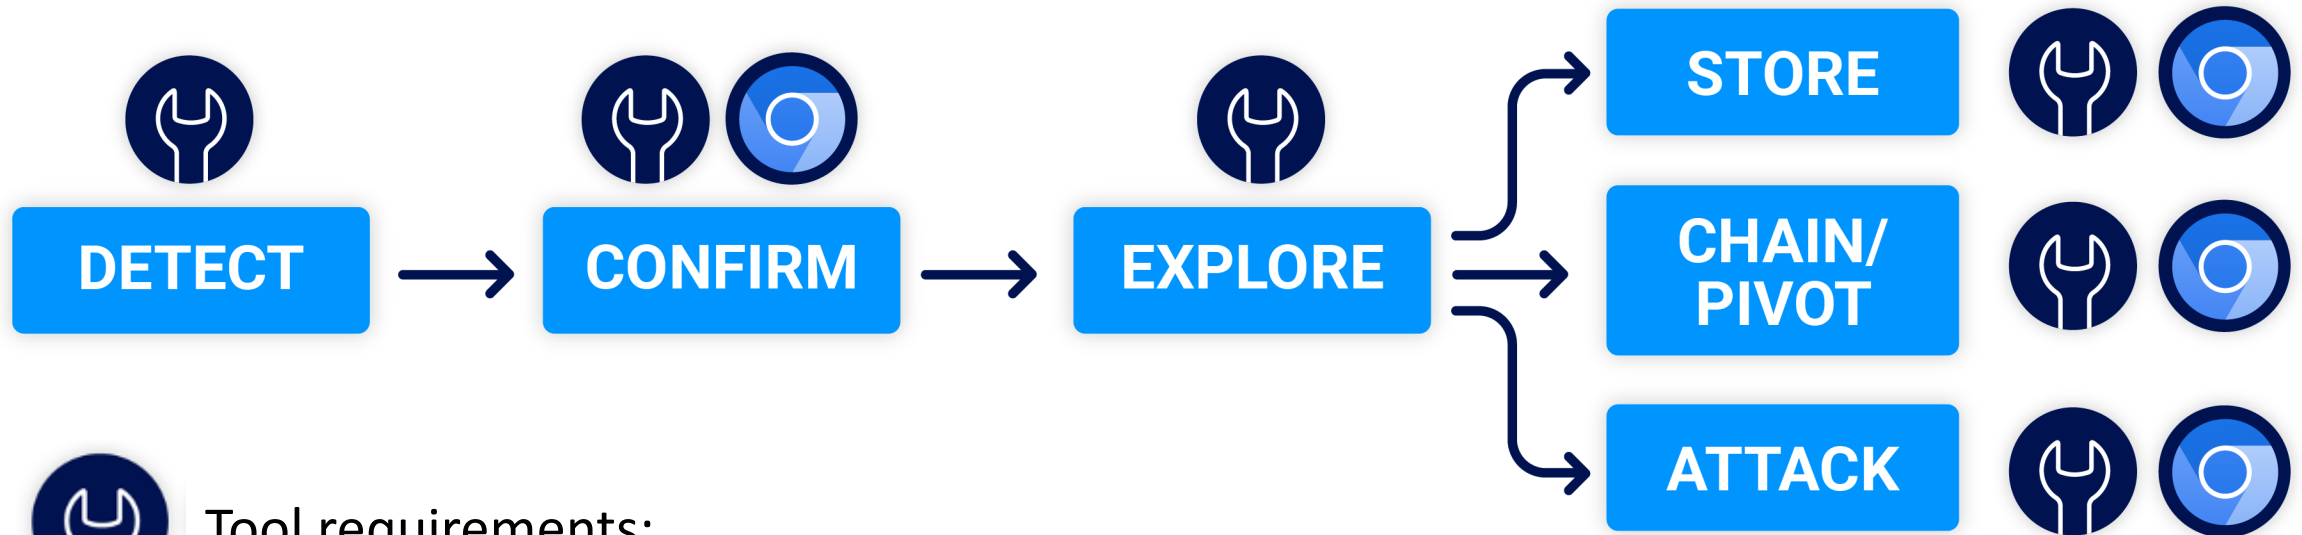 DETECT
CONFIRM
EXPLORE
STORE
CHAIN/
PIVOT
ATTACK
Tool requirements: